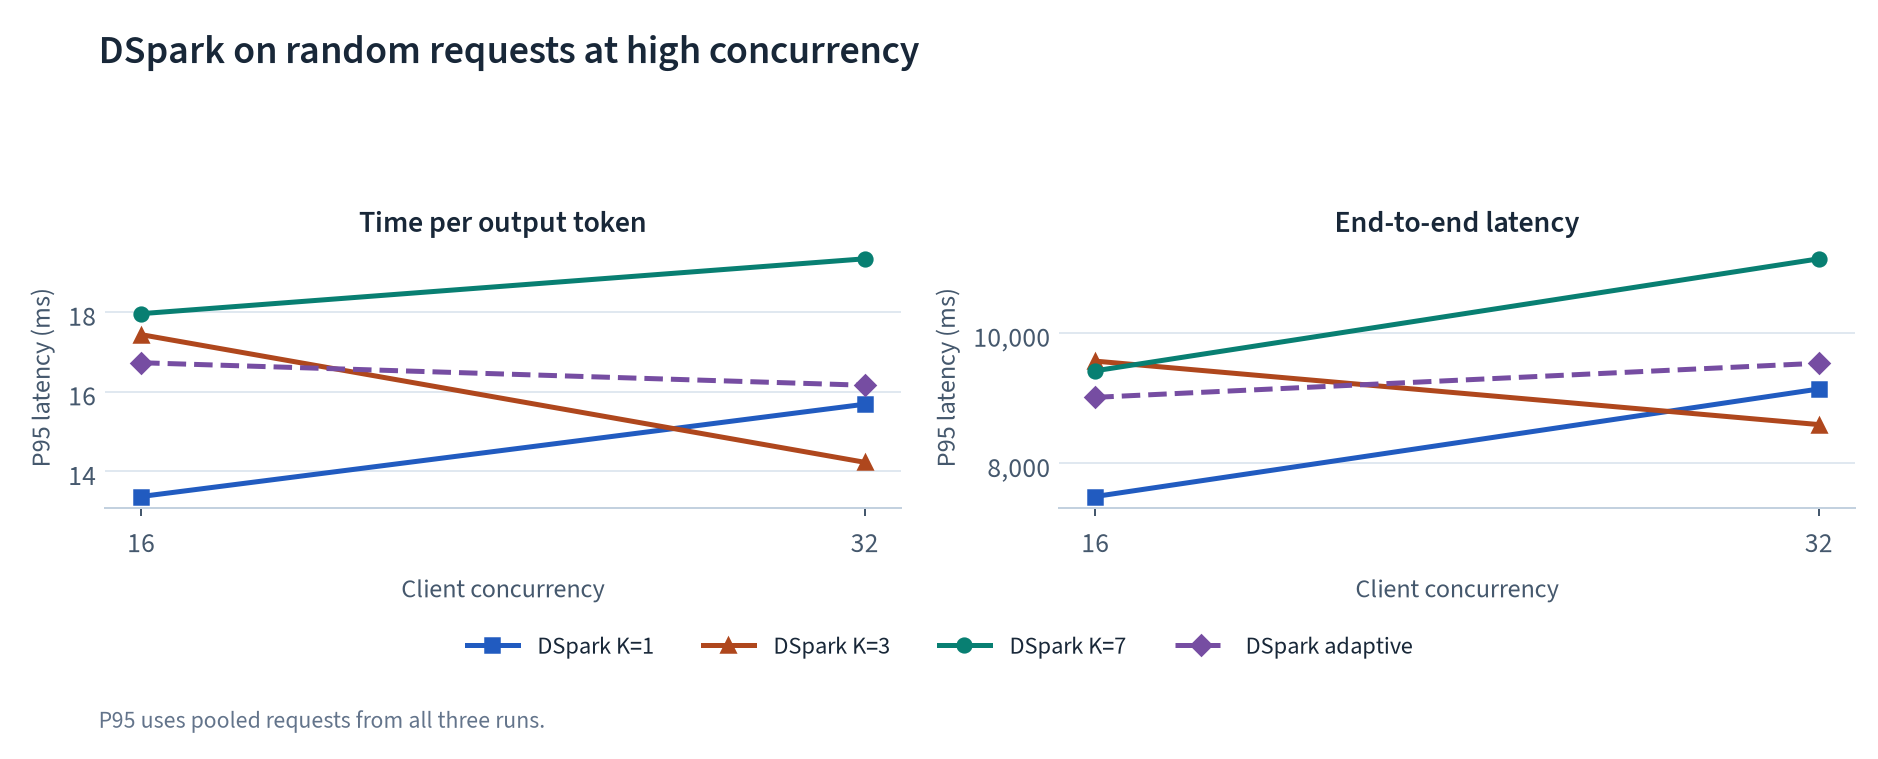 DSpark on random requests at high concurrency
Time per output token
P95 latency (ms)
18
16
14
16
32
Client concurrency
End-to-end latency
P95 latency (ms)
10,000
8,000
16
32
Client concurrency
DSpark K=1
DSpark K=3
DSpark K=7
DSpark adaptive
P95 uses pooled requests from all three runs.